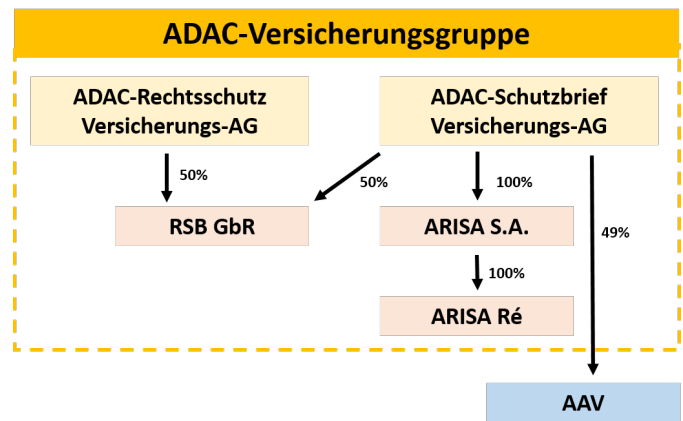 ADAC-Versicherungsgruppe
ADAC-Rechtsschutz
Versicherungs-AG
ADAC-Schutzbrief
Versicherungs-AG
50%
50%
100%
RSB GbR
ARISA S.A.
49%
100%
ARISA Ré
AAV